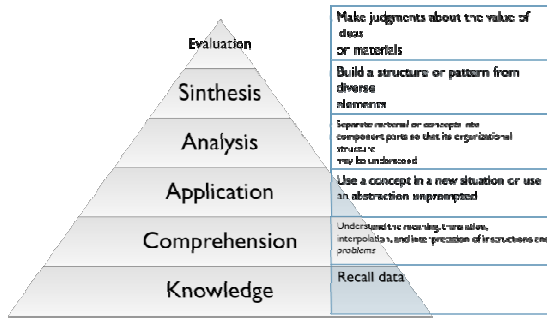 Evaluation
Make judgments about the value of
ideas
or materials
Sinthesis
Build a structure or pattern from
diverse
elements
Analysis
Separate material or concepts into
component parts so that its organizational
structure
may be understood
Application
Use a concept in a new situation or use
an abstraction unprompted
Comprehension
Understand the meaning, translation,
interpolation, and interpretation of instructions and
problems
Knowledge
Recall data